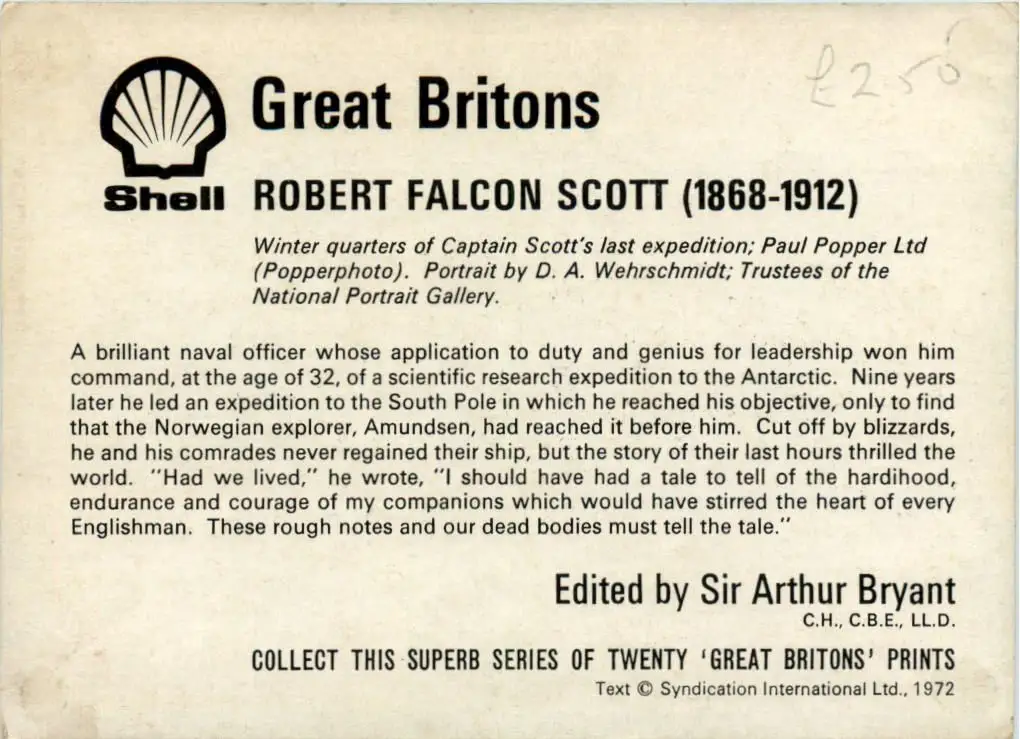 £2.50
Great Britons
Shell
ROBERT FALCON SCOTT (1868-1912)
Winter quarters of Captain Scott's last expedition; Paul Popper Ltd
(Popperphoto). Portrait by D. A. Wehrschmidt; Trustees of the
National Portrait Gallery.
A brilliant naval officer whose application to duty and genius for leadership won him
command, at the age of 32, of a scientific research expedition to the Antarctic. Nine years
later he led an expedition to the South Pole in which he reached his objective, only to find
that the Norwegian explorer, Amundsen, had reached it before him. Cut off by blizzards,
he and his comrades never regained their ship, but the story of their last hours thrilled the
world. "Had we lived," he wrote, "I should have had a tale to tell of the hardihood,
endurance and courage of my companions which would have stirred the heart of every
Englishman. These rough notes and our dead bodies must tell the tale."
Edited by Sir Arthur Bryant
C.H., C.B.E., LL.D.
COLLECT THIS SUPERB SERIES OF TWENTY 'GREAT BRITONS' PRINTS
Text © Syndication International Ltd., 1972